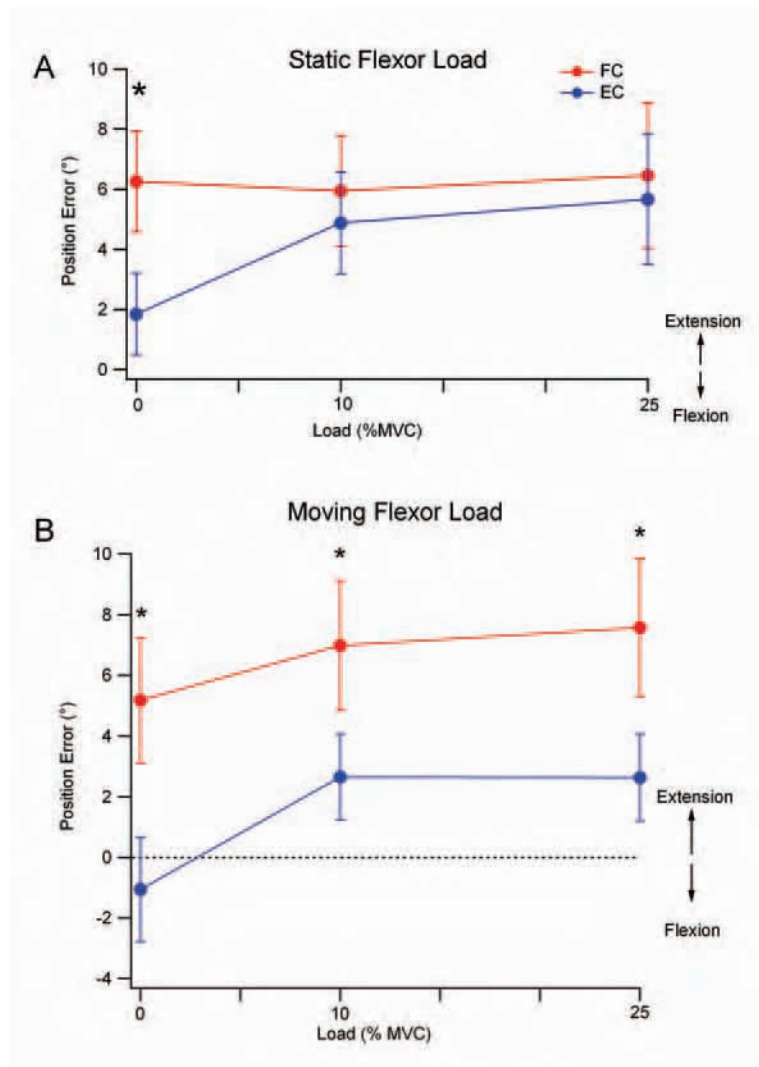 A
Static Flexor Load
FC
EC
*
10
8
6
4
2
0
Position Error (°)
0
10
25
Load (%MVC)
Extension
Flexion
B
Moving Flexor Load
*
*
*
10
8
6
4
2
0
-2
-4
Position Error (°)
0
10
25
Load (% MVC)
Extension
Flexion